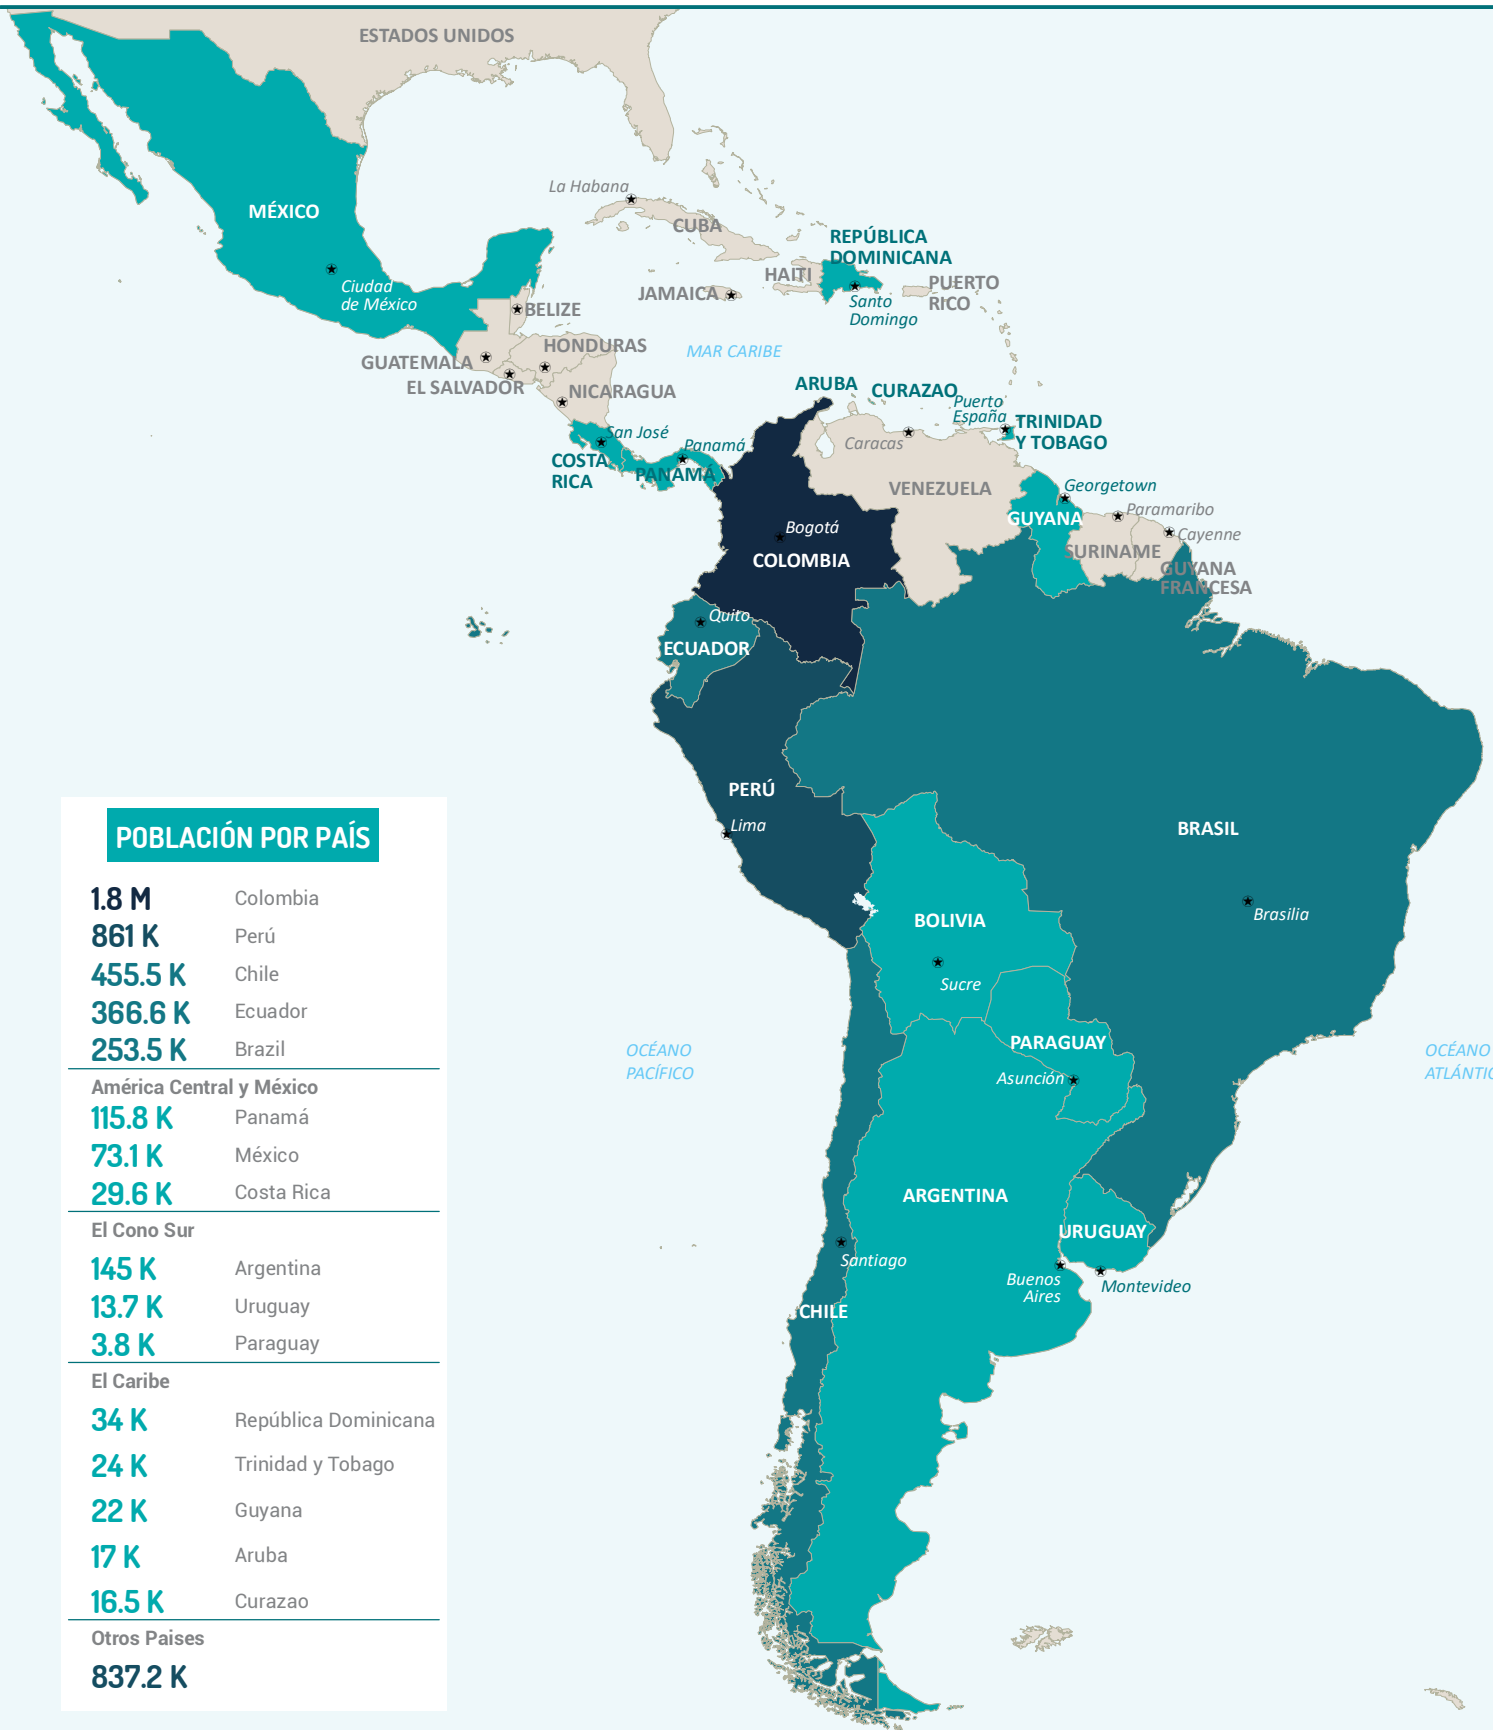 ESTADOS UNIDOS
MÉXICO
Ciudad
de México
La Habana
CUBA
REPÚBLICA
DOMINICANA
HAITI
JAMAICA
Santo
Domingo
PUERTO
RICO
BELIZE
HONDURAS
GUATEMALA
EL SALVADOR
NICARAGUA
MAR CARIBE
ARUBA
CURAZAO
Puerto
España
TRINIDAD
Y TOBAGO
San José
Panamá
COSTA
RICA
PANAMÁ
Caracas
VENEZUELA
Georgetown
GUYANA
Paramaribo
Cayenne
SURINAME
GUYANA
FRANCESA
Bogotá
COLOMBIA
Quito
ECUADOR
PERÚ
Lima
BRASIL
Brasilia
BOLIVIA
Sucre
OCÉANO
PACÍFICO
OCÉANO
ATLÁNTIC
PARAGUAY
Asunción
ARGENTINA
URUGUAY
Santiago
Buenos
Aires
Montevideo
CHILE
POBLACIÓN POR PAÍS
1.8 M Colombia
861 K Perú
455.5 K Chile
366.6 K Ecuador
253.5 K Brazil
América Central y México
115.8 K Panamá
73.1 K México
29.6 K Costa Rica
El Cono Sur
145 K Argentina
13.7 K Uruguay
3.8 K Paraguay
El Caribe
34 K República Dominicana
24 K Trinidad y Tobago
22 K Guyana
17 K Aruba
16.5 K Curazao
Otros Paises
837.2 K